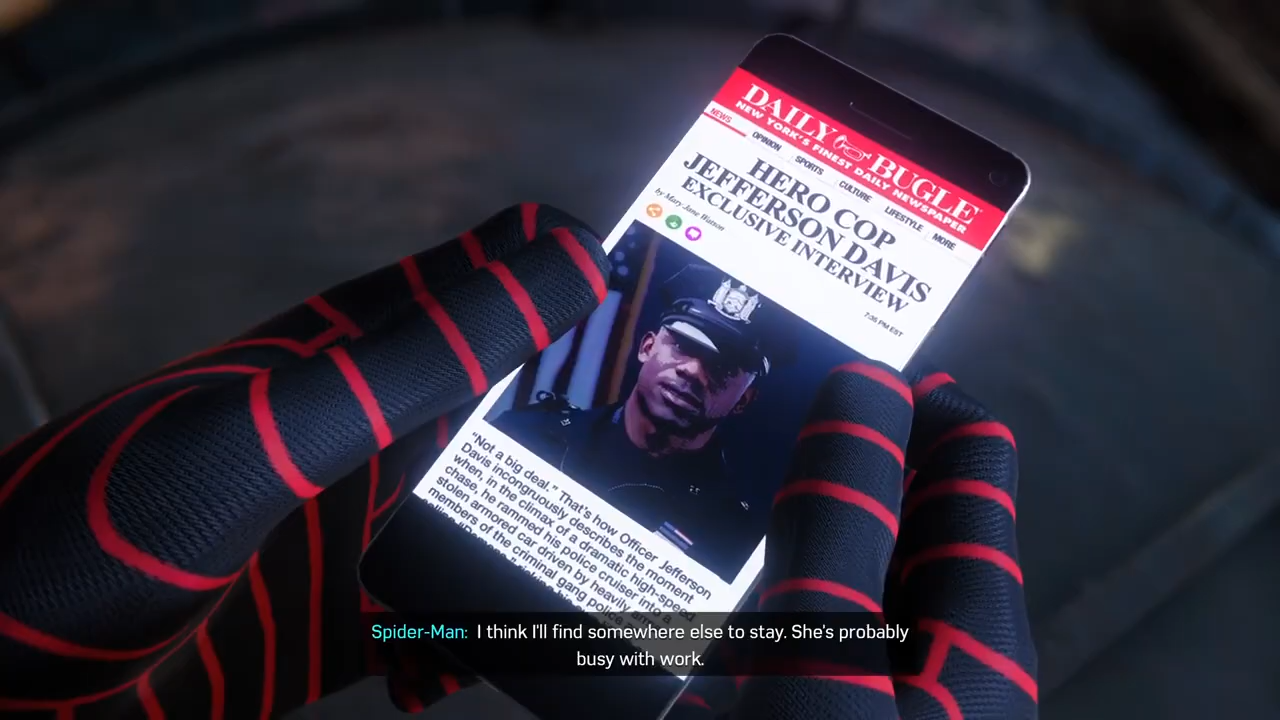 DAILY BUGLE
NEW YORK'S FINEST DAILY NEWSPAPER
NEWS OPINION SPORTS CULTURE LIFESTYLE MORE
HERO COP
JEFFERSON DAVIS
EXCLUSIVE INTERVIEW
by Mary Jane Watson
7:36 PM EST
"Not a big deal." That's how Officer Jefferson
Davis incongruously describes the moment
when, in the climax of a dramatic high-speed
chase, he rammed his police cruiser into a
stolen armored car driven by heavily
members of the criminal gang police
Spider-Man: I think I'll find somewhere else to stay. She's probably
busy with work.